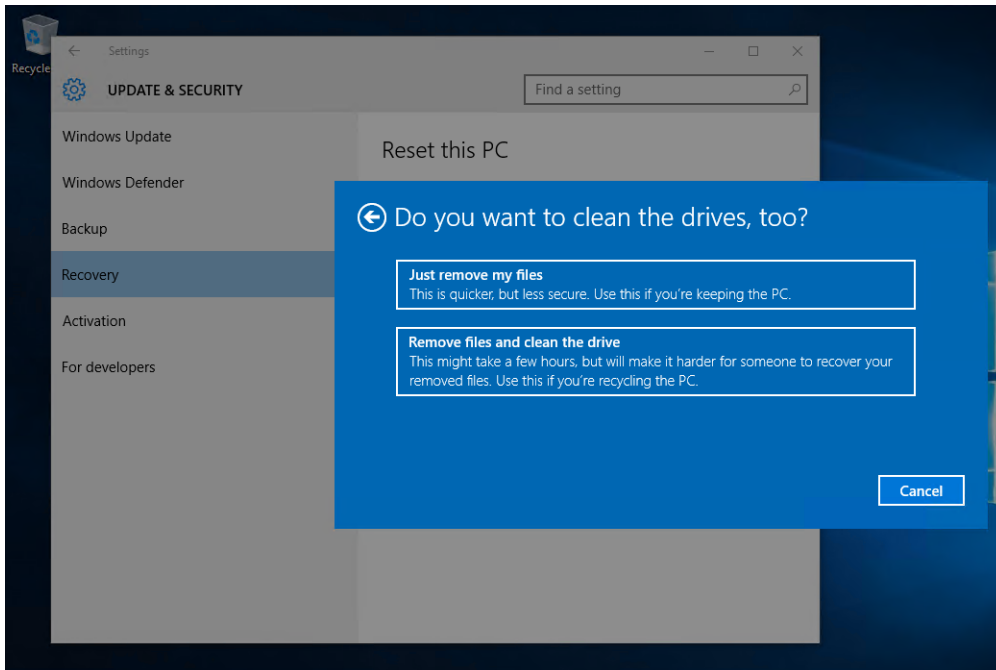 Recycle
Settings
UPDATE & SECURITY
Find a setting
Windows Update
Windows Defender
Backup
Recovery
Activation
For developers
Reset this PC
Do you want to clean the drives, too?
Just remove my files
This is quicker, but less secure. Use this if you're keeping the PC.
Remove files and clean the drive
This might take a few hours, but will make it harder for someone to recover your
removed files. Use this if you're recycling the PC.
Cancel